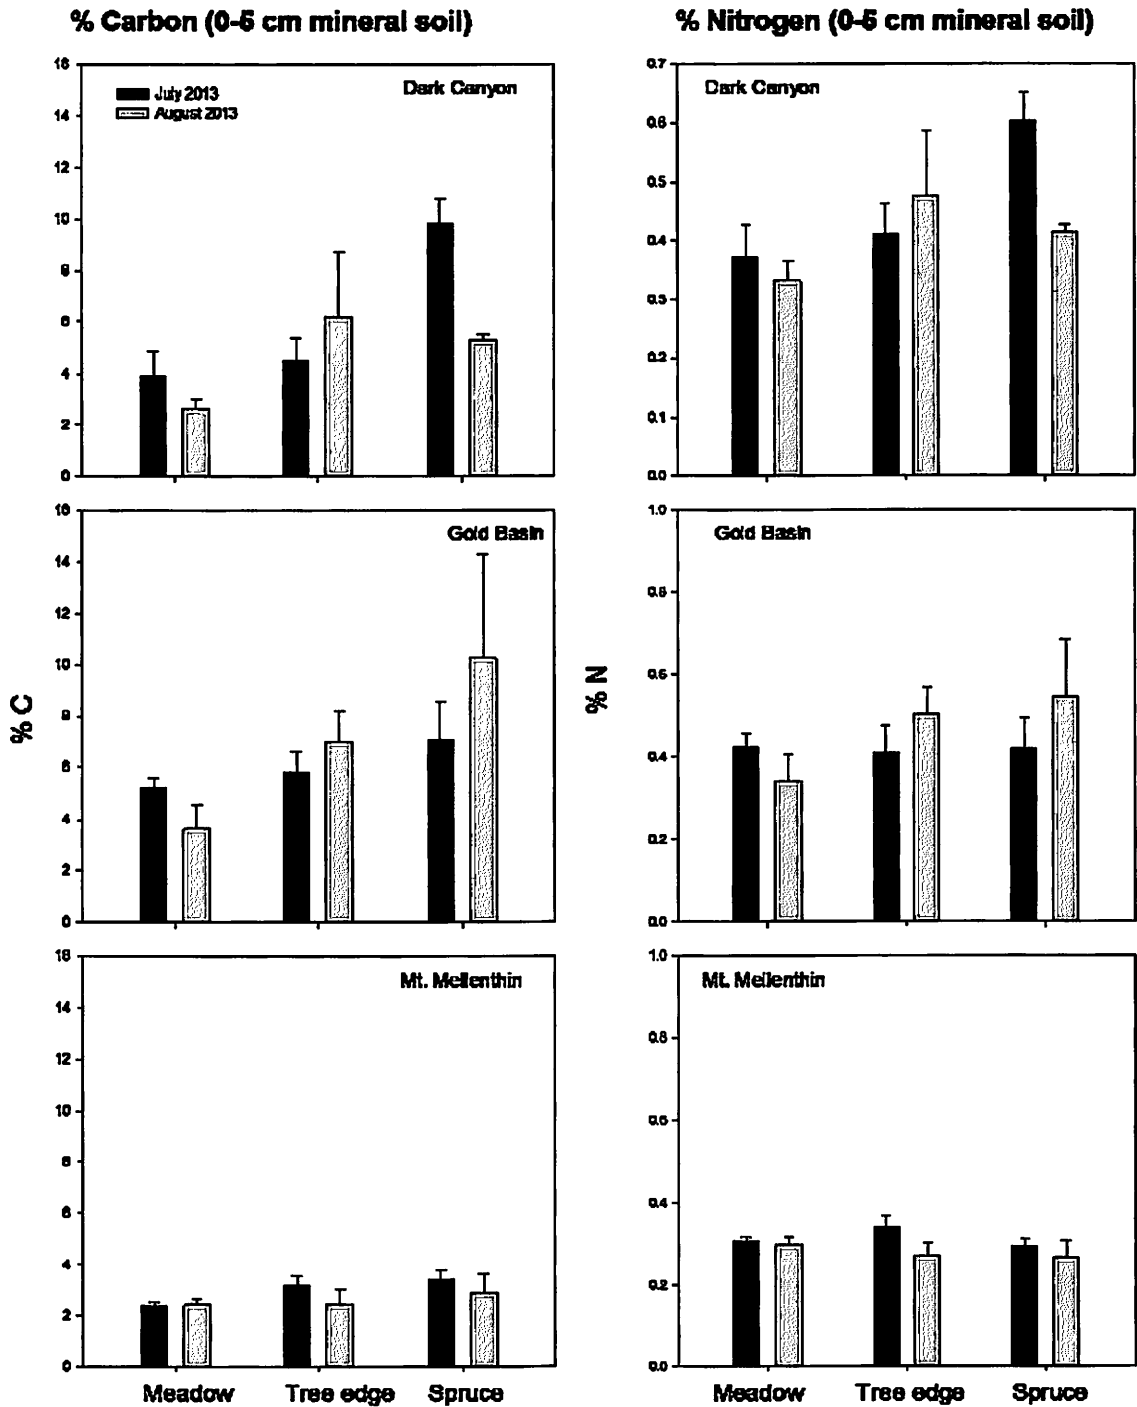 % Carbon (0-5 cm mineral soil)
% Nitrogen (0-5 cm mineral soil)
16
14
12
10
8
6
4
2
0
July 2013
August 2013
Dark Canyon
0.7
0.6
0.5
0.4
0.3
0.2
0.1
0.0
Dark Canyon
% C
16
14
12
10
8
6
4
2
0
Gold Basin
% N
1.0
0.8
0.6
0.4
0.2
0.0
Gold Basin
16
14
12
10
8
6
4
2
0
Mt. Mellenthin
Meadow
Tree edge
Spruce
1.0
0.8
0.6
0.4
0.2
0.0
Mt. Mellenthin
Meadow
Tree edge
Spruce